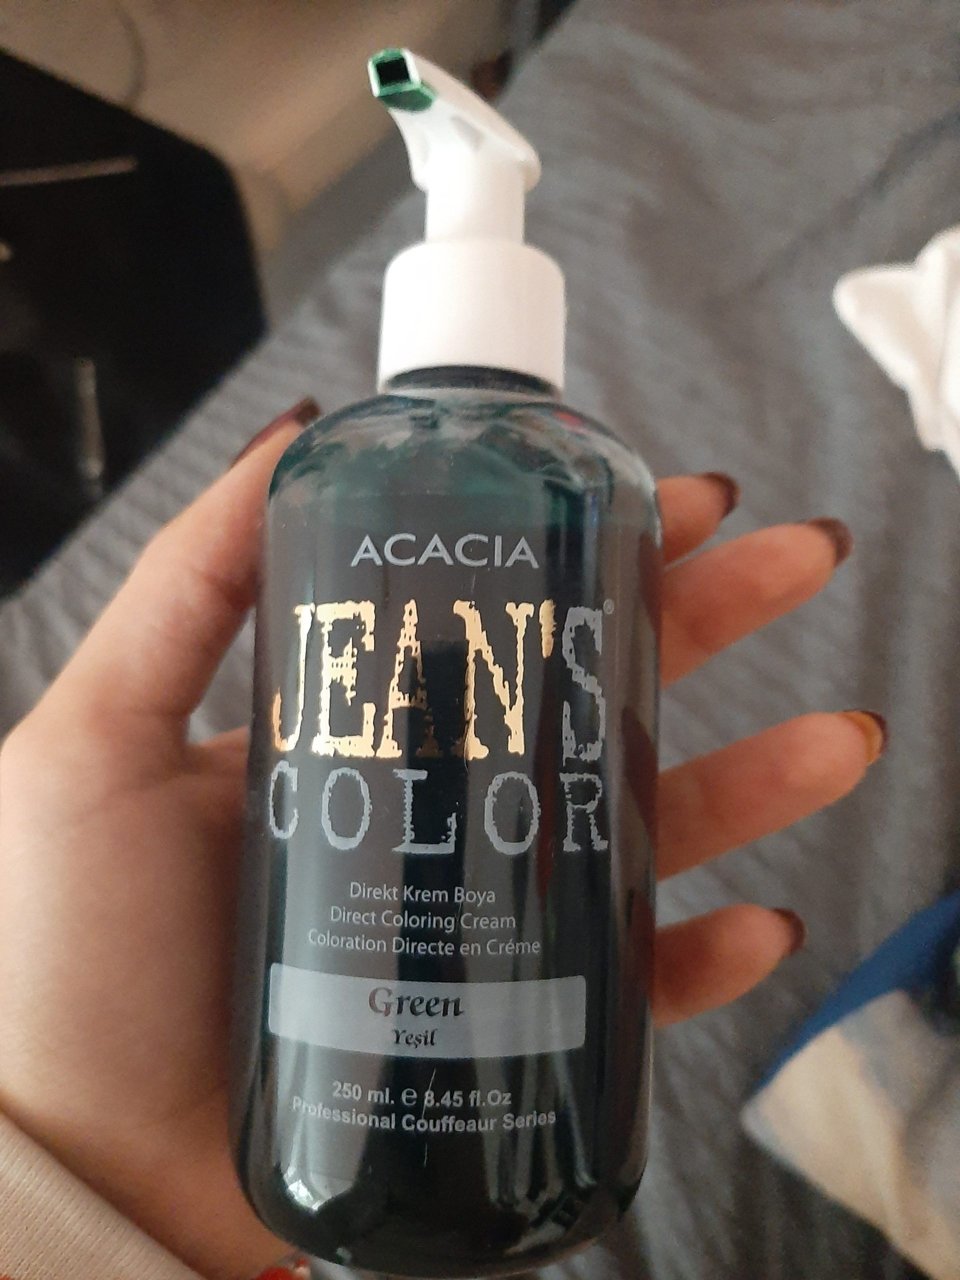 ACACIA
JEAN'S®
COLOR
Direkt Krem Boya
Direct Coloring Cream
Coloration Directe en Créme
Green
Yeşil
250 ml. ℮ 8.45 fl.Oz
Professional Couffeaur Series